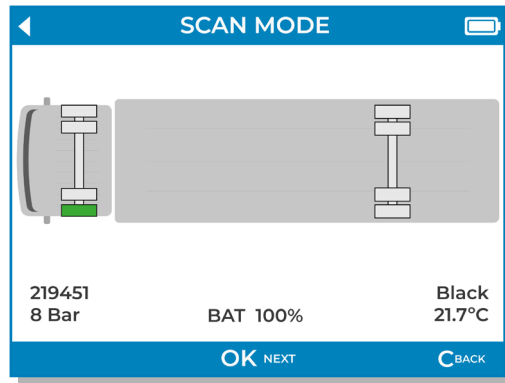 SCAN MODE
219451 Black
8 Bar BAT 100% 21.7°C
OK NEXT CBACK